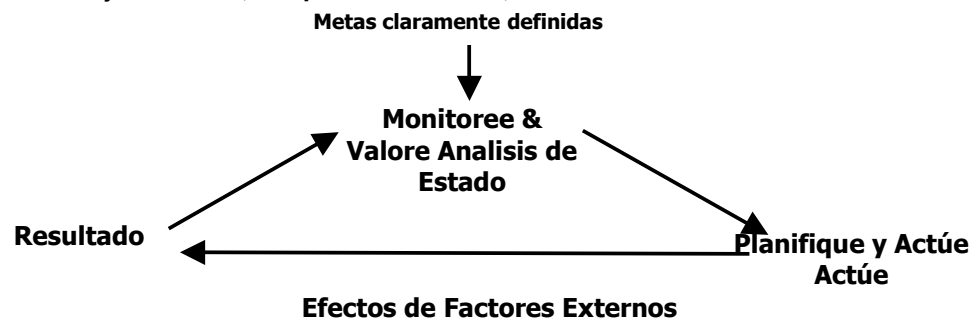 Metas claramente definidas
Monitoree &
Valore Analisis de
Estado
Resultado
Planifique y Actúe
Actúe
Efectos de Factores Externos